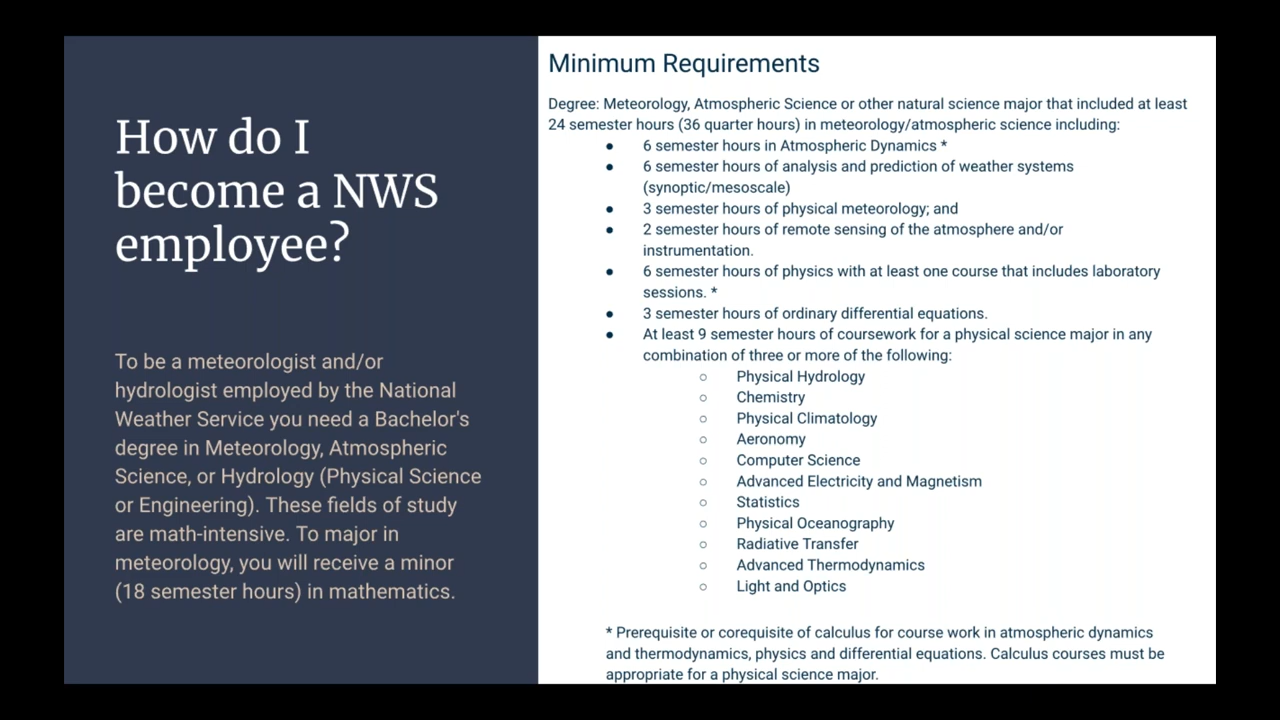 How do I
become a NWS
employee?
To be a meteorologist and/or
hydrologist employed by the National
Weather Service you need a Bachelor's
degree in Meteorology, Atmospheric
Science, or Hydrology (Physical Science
or Engineering). These fields of study
are math-intensive. To major in
meteorology, you will receive a minor
(18 semester hours) in mathematics.
Minimum Requirements
Degree: Meteorology, Atmospheric Science or other natural science major that included at least
24 semester hours (36 quarter hours) in meteorology/atmospheric science including:
● 6 semester hours in Atmospheric Dynamics *
● 6 semester hours of analysis and prediction of weather systems
(synoptic/mesoscale)
● 3 semester hours of physical meteorology; and
● 2 semester hours of remote sensing of the atmosphere and/or
instrumentation.
● 6 semester hours of physics with at least one course that includes laboratory
sessions. *
● 3 semester hours of ordinary differential equations.
● At least 9 semester hours of coursework for a physical science major in any
combination of three or more of the following:
○ Physical Hydrology
○ Chemistry
○ Physical Climatology
○ Aeronomy
○ Computer Science
○ Advanced Electricity and Magnetism
○ Statistics
○ Physical Oceanography
○ Radiative Transfer
○ Advanced Thermodynamics
○ Light and Optics
* Prerequisite or corequisite of calculus for course work in atmospheric dynamics
and thermodynamics, physics and differential equations. Calculus courses must be
appropriate for a physical science major.